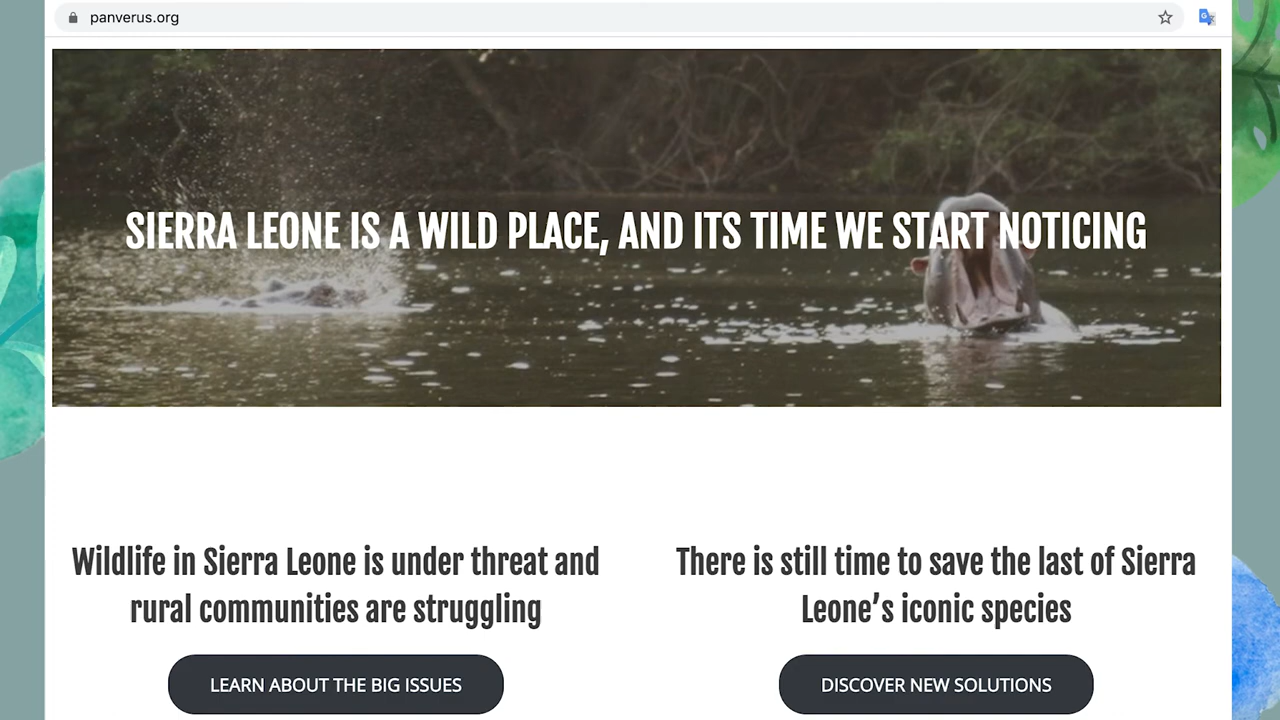 panverus.org
SIERRA LEONE IS A WILD PLACE, AND ITS TIME WE START NOTICING
Wildlife in Sierra Leone is under threat and
rural communities are struggling
LEARN ABOUT THE BIG ISSUES
There is still time to save the last of Sierra
Leone’s iconic species
DISCOVER NEW SOLUTIONS